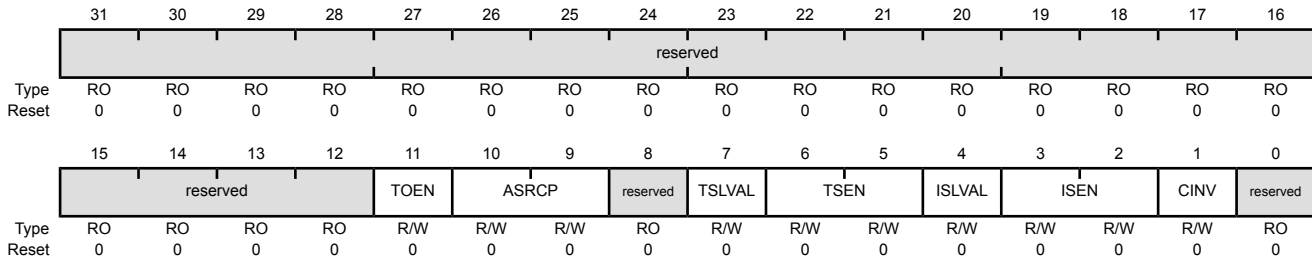 31 30 29 28 27 26 25 24 23 22 21 20 19 18 17 16
reserved
Type RO RO RO RO RO RO RO RO RO RO RO RO RO RO RO RO
Reset 0 0 0 0 0 0 0 0 0 0 0 0 0 0 0 0
15 14 13 12 11 10 9 8 7 6 5 4 3 2 1 0
reserved TOEN ASRCP reserved TSLVAL TSEN ISLVAL ISEN CINV reserved
Type RO RO RO RO R/W R/W R/W RO R/W R/W R/W R/W R/W R/W R/W RO
Reset 0 0 0 0 0 0 0 0 0 0 0 0 0 0 0 0